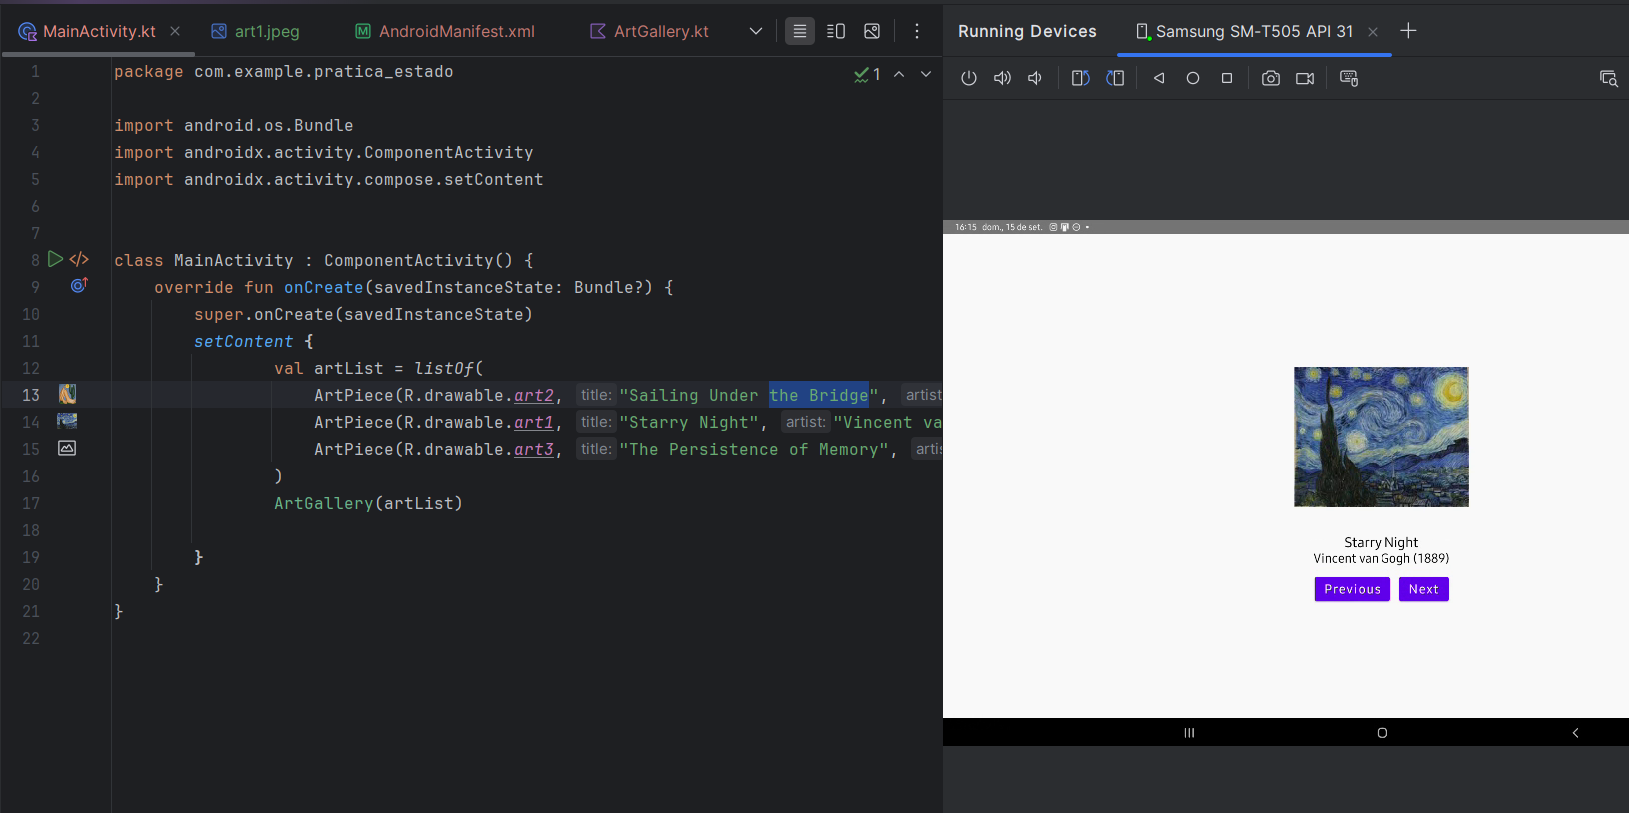 MainActivity.kt
art1.jpeg
AndroidManifest.xml
ArtGallery.kt
1 package com.example.pratica_estado
1
2
3 import android.os.Bundle
4 import androidx.activity.ComponentActivity
5 import androidx.activity.compose.setContent
6
7
8 class MainActivity : ComponentActivity() {
9 override fun onCreate(savedInstanceState: Bundle?) {
10 super.onCreate(savedInstanceState)
11 setContent {
12 val artList = listOf(
13 ArtPiece(R.drawable.art2, title: "Sailing Under the Bridge", artist
14 ArtPiece(R.drawable.art1, title: "Starry Night", artist: "Vincent va
15 ArtPiece(R.drawable.art3, title: "The Persistence of Memory", artis
16 )
17 ArtGallery(artList)
18
19 }
20 }
21 }
22
Running Devices
Samsung SM-T505 API 31
16:15 dom., 15 de set.
Starry Night
Vincent van Gogh (1889)
Previous Next